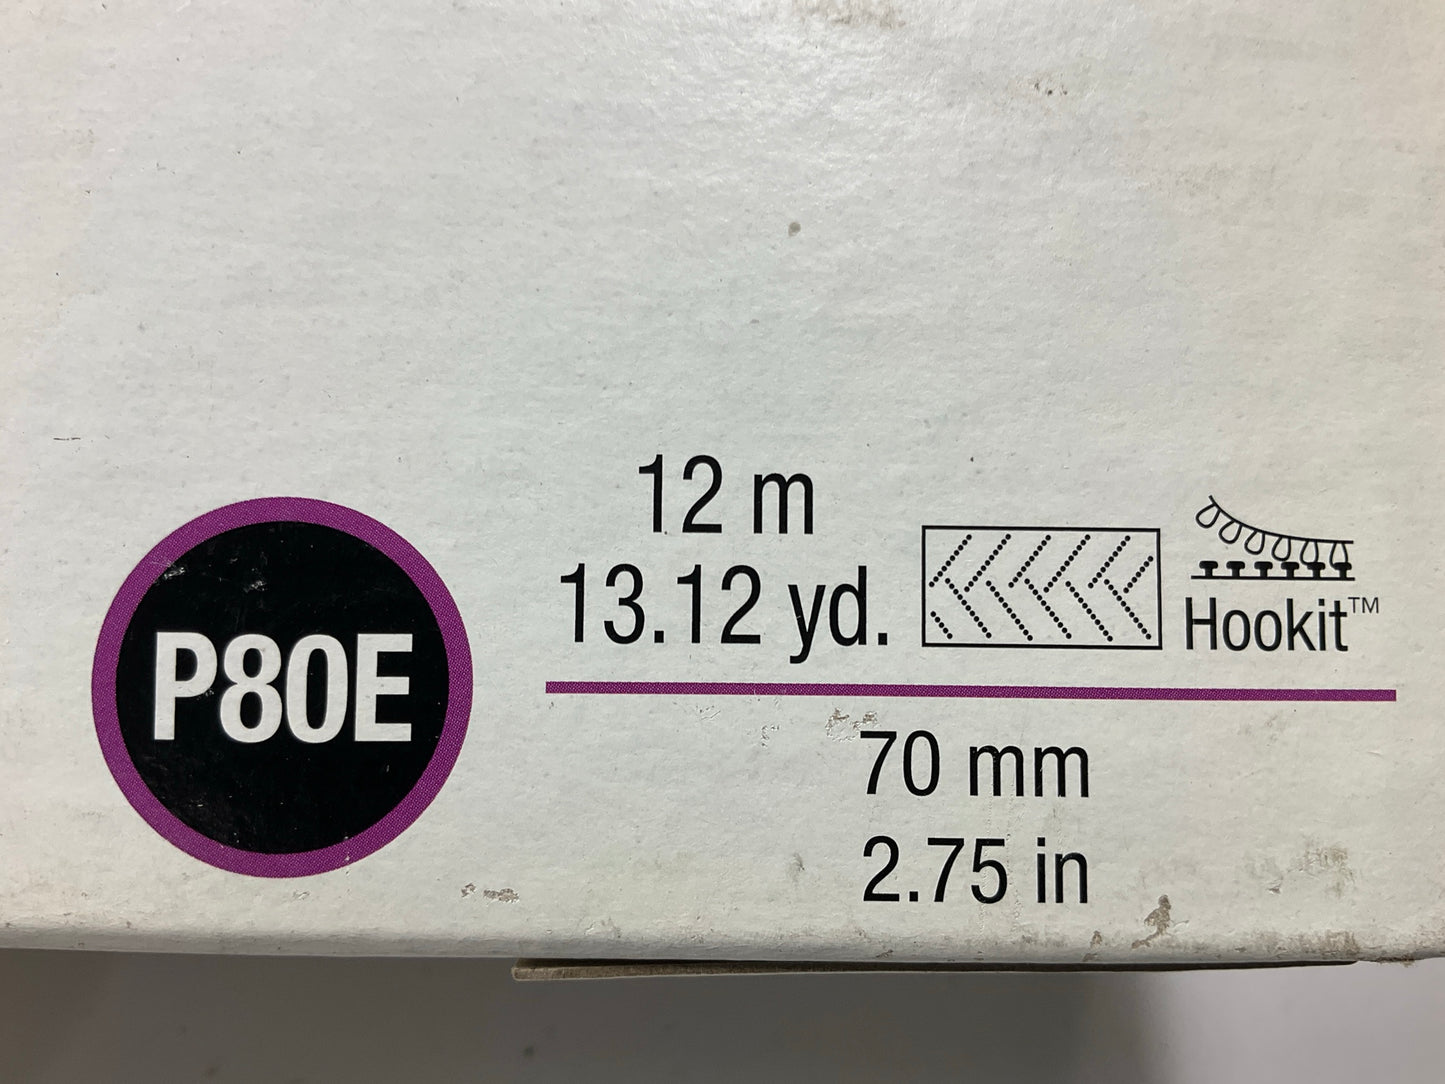 P80E
12 m
13.12 yd.
Hookit™
70 mm
2.75 in